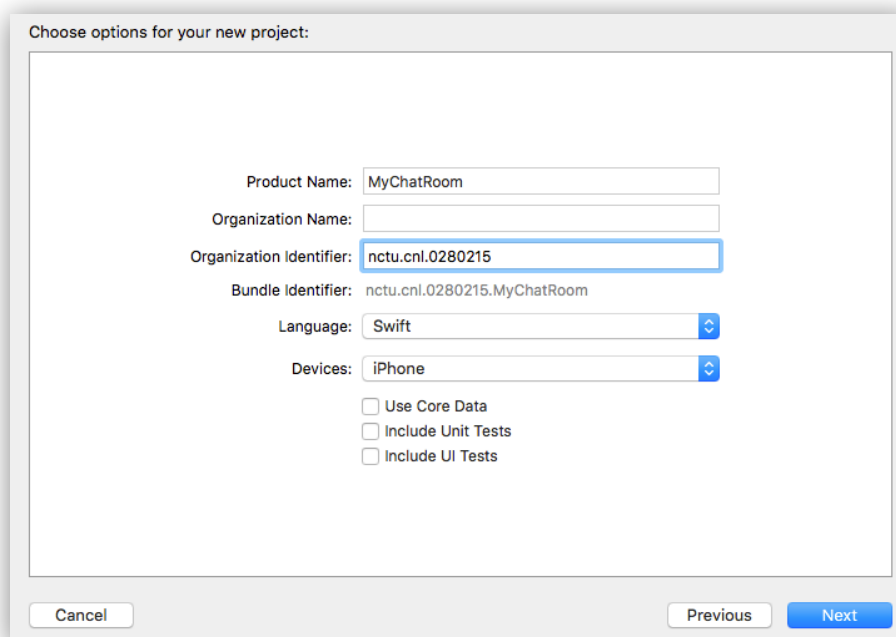 Choose options for your new project:
Product Name: MyChatRoom
Organization Name:
Organization Identifier: nctu.cnl.0280215
Bundle Identifier: nctu.cnl.0280215.MyChatRoom
Language: Swift
Devices: iPhone
Use Core Data
Include Unit Tests
Include UI Tests
Cancel Previous Next